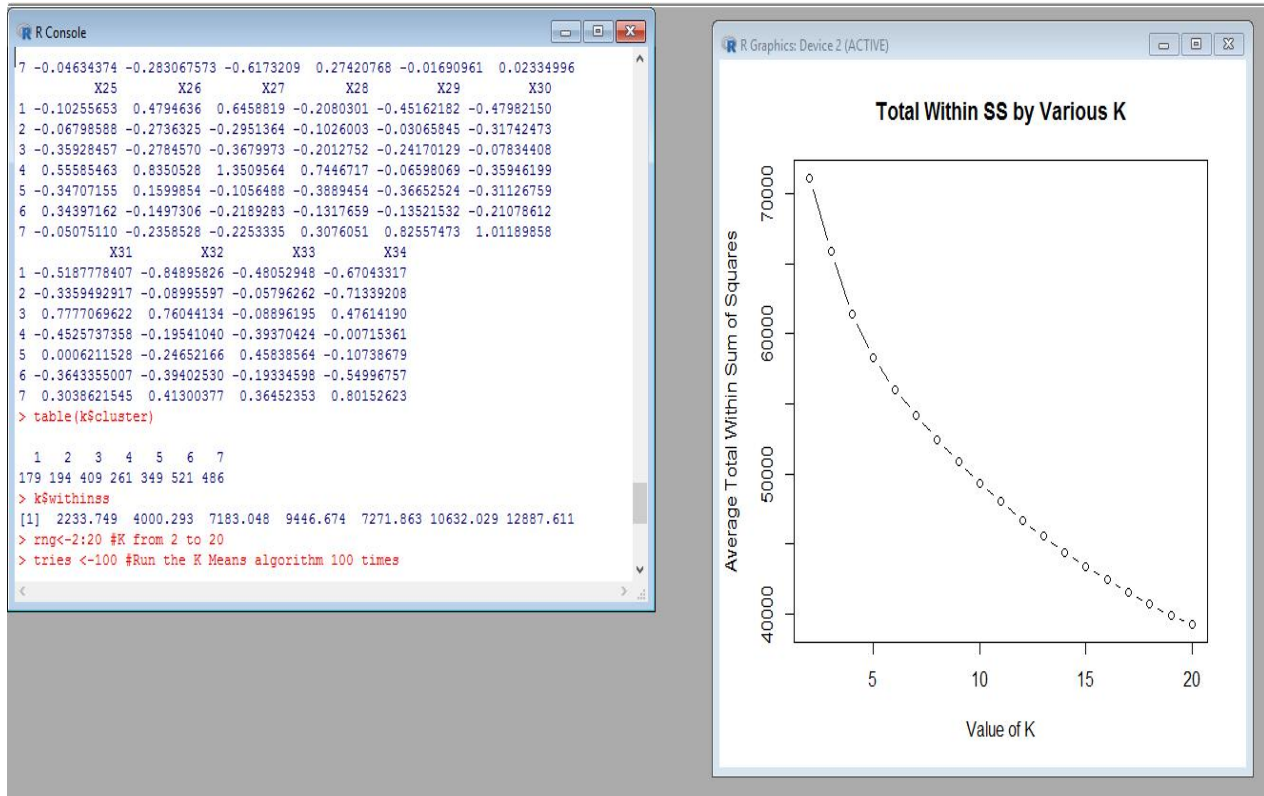 R Console
7 -0.04634374 -0.283067573 -0.6173209 0.27420768 -0.01690961 0.02334996
X25 X26 X27 X28 X29 X30
1 -0.10255653 0.4794636 0.6458819 -0.2080301 -0.45162182 -0.47982150
2 -0.06798588 -0.2736325 -0.2951364 -0.1026003 -0.03065845 -0.31742473
3 -0.35928457 -0.2784570 -0.3679973 -0.2012752 -0.24170129 -0.07834408
4 0.55585463 0.8350528 1.3509564 0.7446717 -0.06598069 -0.35946199
5 -0.34707155 0.1599854 -0.1056488 -0.3889454 -0.36652524 -0.31126759
6 0.34397162 -0.1497306 -0.2189283 -0.1317659 -0.13521532 -0.21078612
7 -0.05075110 -0.2358528 -0.2253335 0.3076051 0.82557473 1.01189858
X31 X32 X33 X34
1 -0.5187778407 -0.84895826 -0.48052948 -0.67043317
2 -0.3359492917 -0.08995597 -0.05796262 -0.71339208
3 0.7777069622 0.76044134 -0.08896195 0.47614190
4 -0.4525737358 -0.19541040 -0.39370424 -0.00715361
5 0.0006211528 -0.24652166 0.45838564 -0.10738679
6 -0.3643355007 -0.39402530 -0.19334598 -0.54996757
7 0.3038621545 0.41300377 0.36452353 0.80152623
> table(k$cluster)
1 2 3 4 5 6 7
179 194 409 261 349 521 486
> k$withinss
[1] 2233.749 4000.293 7183.048 9446.674 7271.863 10632.029 12887.611
> rng<-2:20 #K from 2 to 20
> tries <-100 #Run the K Means algorithm 100 times
R Graphics: Device 2 (ACTIVE)
Total Within SS by Various K
Average Total Within Sum of Squares
70000
60000
50000
40000
5 10 15 20
Value of K